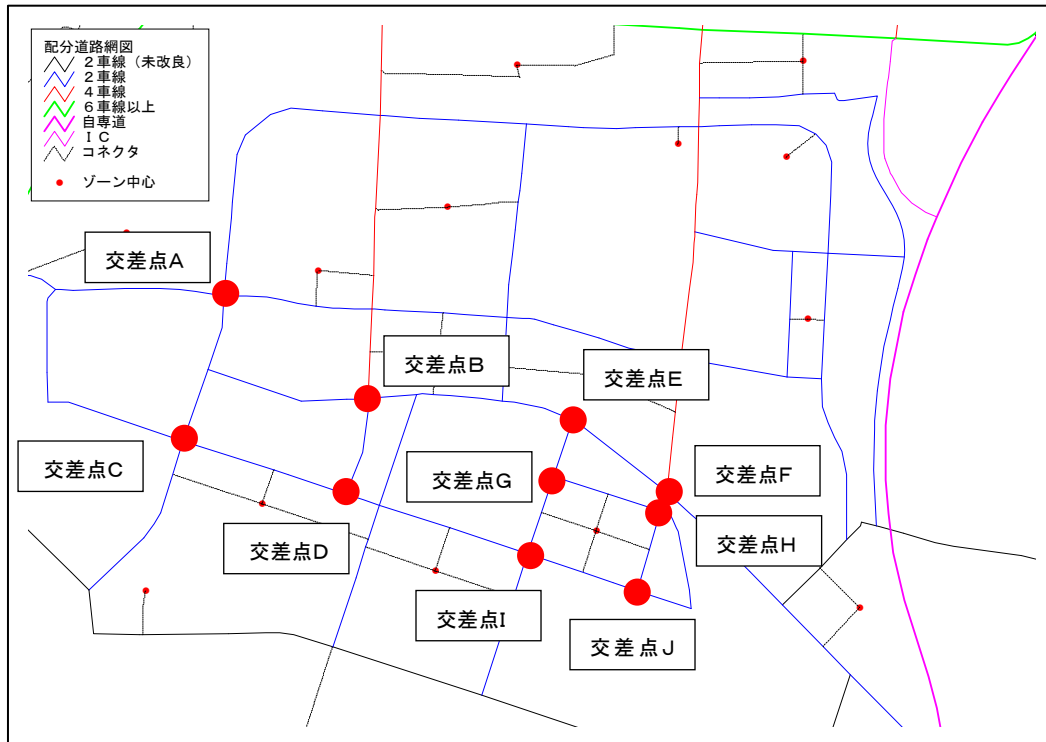 配分道路網図
２車線（未改良）
２車線
４車線
６車線以上
自専道
ＩＣ
コネクタ
ゾーン中心
交差点Ａ
交差点Ｂ
交差点Ｅ
交差点Ｃ
交差点Ｇ
交差点Ｆ
交差点Ｄ
交差点Ｈ
交差点Ｉ
交差点Ｊ